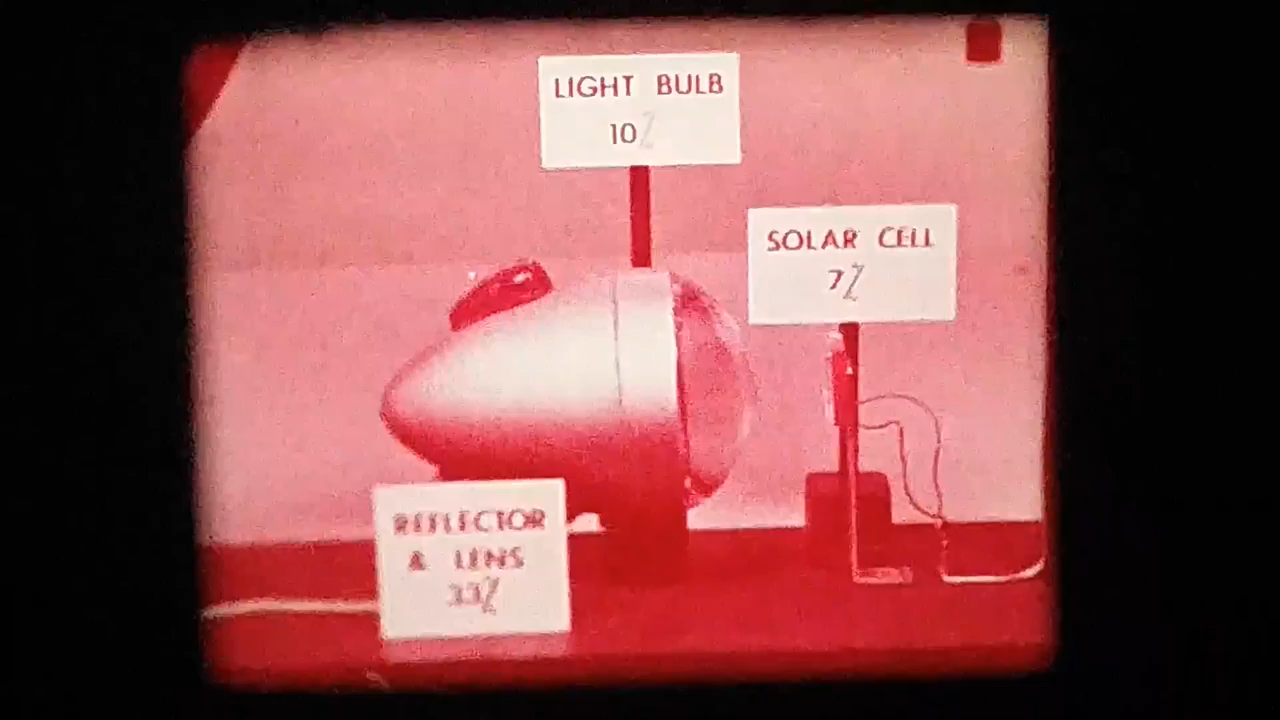 LIGHT BULB
10%
SOLAR CELL
7%
REFLECTOR
& LENS
33%